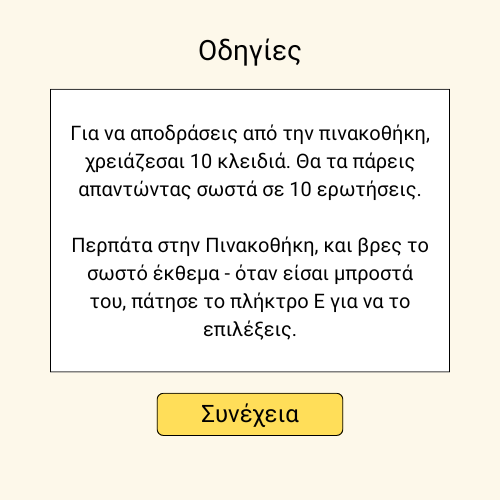 Οδηγίες
Για να αποδράσεις από την πινακοθήκη,
χρειάζεσαι 10 κλειδιά. Θα τα πάρεις
απαντώντας σωστά σε 10 ερωτήσεις.
Περπάτα στην Πινακοθήκη, και βρες το
σωστό έκθεμα - όταν είσαι μπροστά
του, πάτησε το πλήκτρο Ε για να το
επιλέξεις.
Συνέχεια